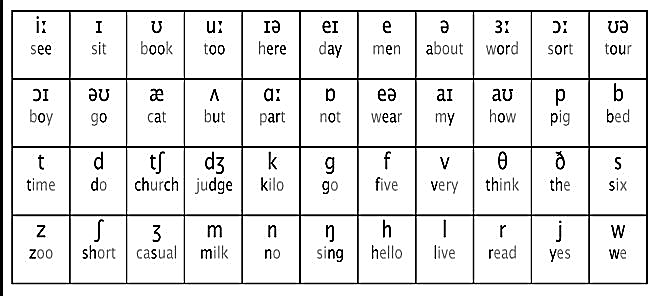 iː ɪ ʊ uː ɪə eɪ e ə ɜː ɔː ʊə
see sit book too here day men about word sort tour
ɔɪ əʊ æ ʌ ɑː ɒ eə aɪ aʊ p b
boy go cat but part not wear my how pig bed
t d tʃ dʒ k g f v θ ð s
time do church judge kilo go five very think the six
z ʃ ʒ m n ŋ h l r j w
zoo short casual milk no sing hello live read yes we